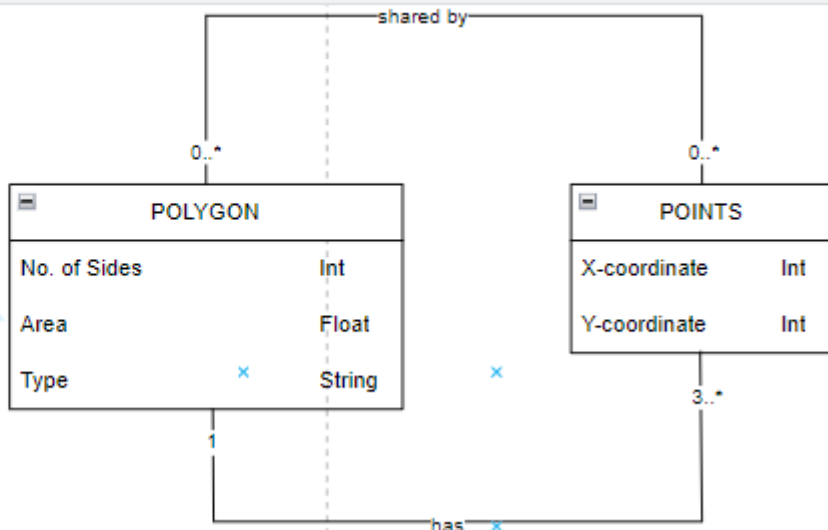 shared by
0..*
0..*
POLYGON
No. of Sides Int
Area Float
Type String
POINTS
X-coordinate Int
Y-coordinate Int
1
3..*
has